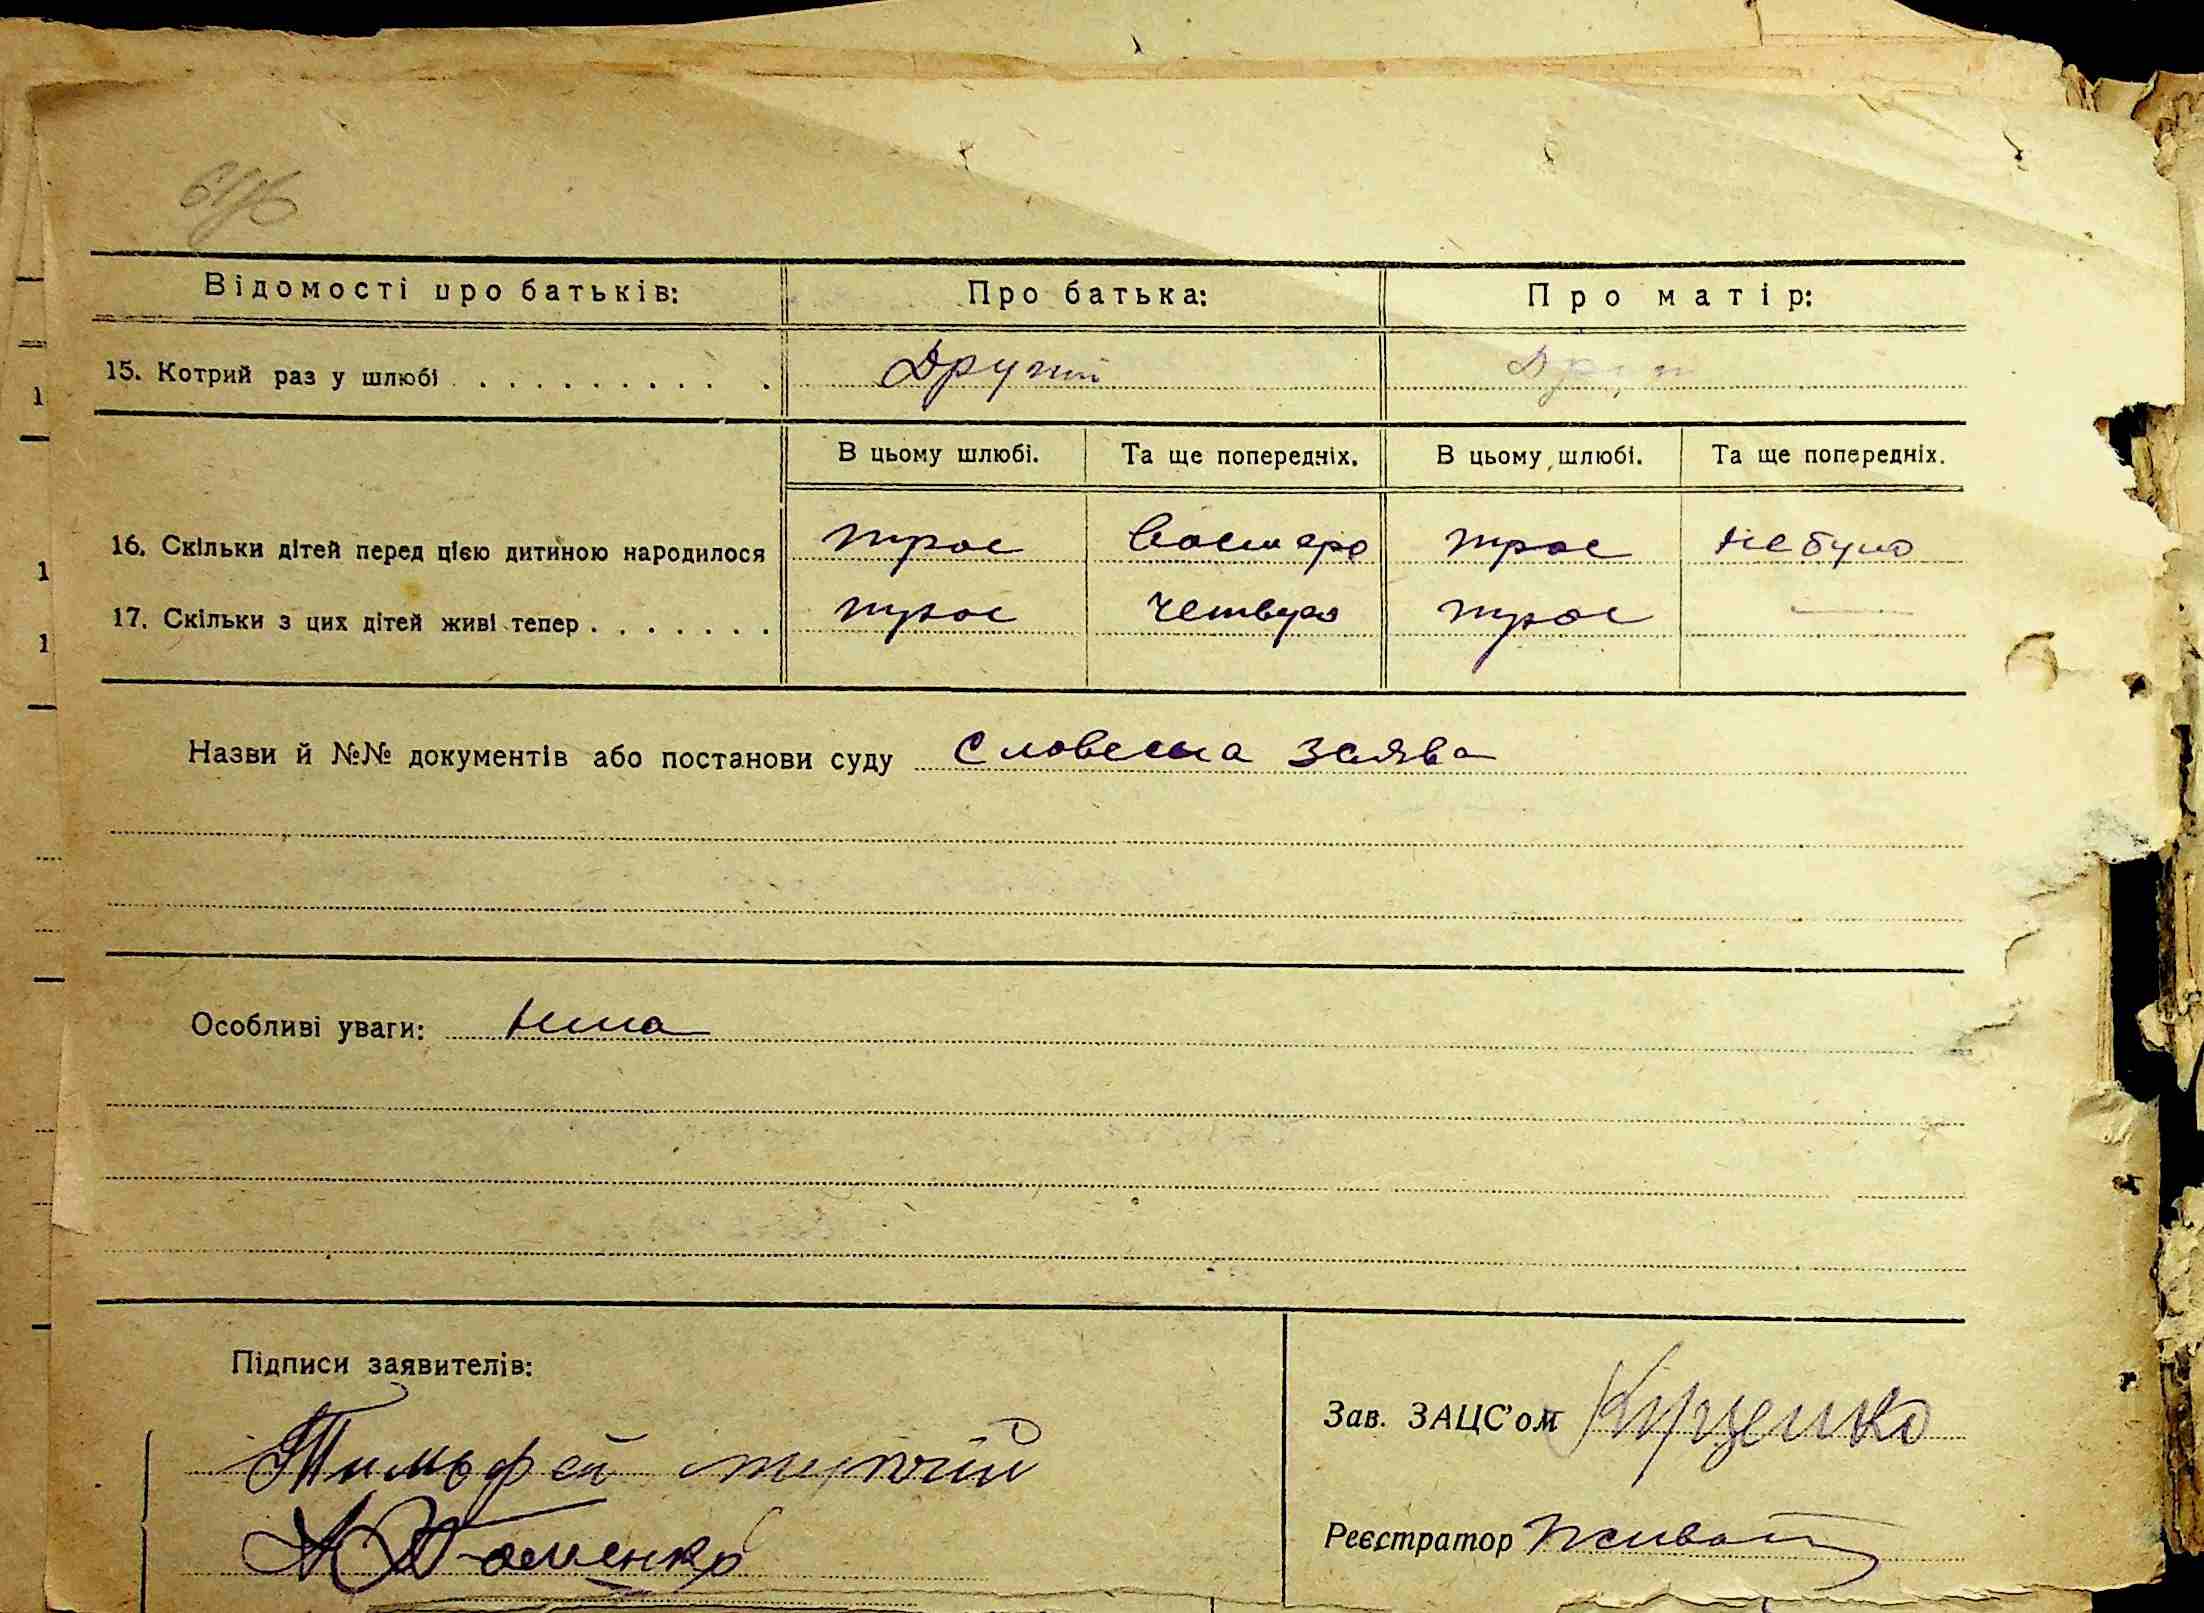 Відомості про батьків: Про батька: Про матір:
15. Котрий раз у шлюбі . . . . . . . . . . Другий
В цьому шлюбі. Та ще попередніх. В цьому шлюбі. Та ще попередніх.
16. Скільки дітей перед цією дитиною народилося троє восьмеро троє не було
17. Скільки з цих дітей живі тепер . . . . . . . троє четверо троє —
Назви й №№ документів або постанови суду Словесна заява
Особливі уваги: Нема
Підписи заявителів:
Зав. ЗАЦС'ом Куценко
Тимофей
Реєстратор